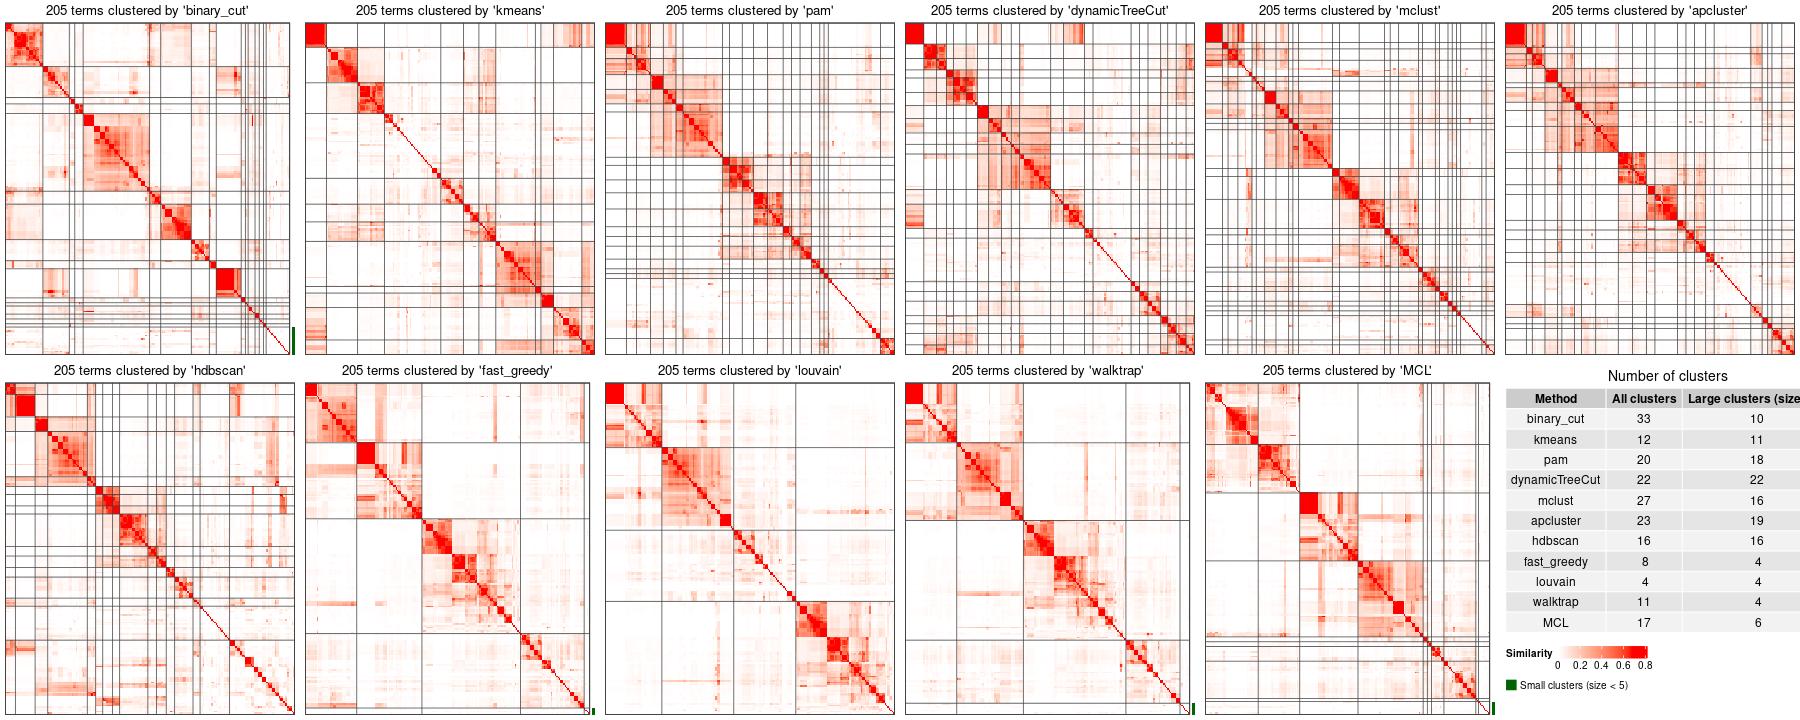 205 terms clustered by 'binary_cut'
205 terms clustered by 'kmeans'
205 terms clustered by 'pam'
205 terms clustered by 'dynamicTreeCut'
205 terms clustered by 'mclust'
205 terms clustered by 'apcluster'
205 terms clustered by 'hdbscan'
205 terms clustered by 'fast_greedy'
205 terms clustered by 'louvain'
205 terms clustered by 'walktrap'
205 terms clustered by 'MCL'
Number of clusters
Method All clusters Large clusters (size
binary_cut 33 10
kmeans 12 11
pam 20 18
dynamicTreeCut 22 22
mclust 27 16
apcluster 23 19
hdbscan 16 16
fast_greedy 8 4
louvain 4 4
walktrap 11 4
MCL 17 6
Similarity
0 0.2 0.4 0.6 0.8
Small clusters (size < 5)